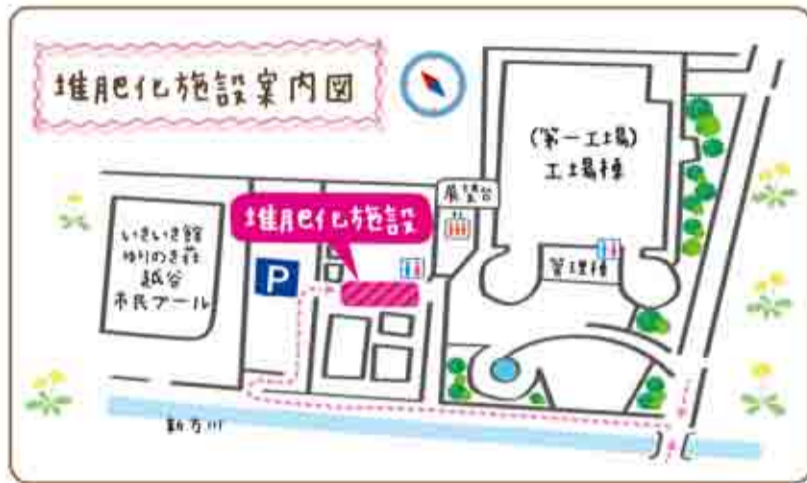 堆肥化施設案内図
(第一工場)
工場棟
展望台
堆肥化施設
管理棟
いきいき館
ゆりのき荘
越谷
市民プール
P
新方川